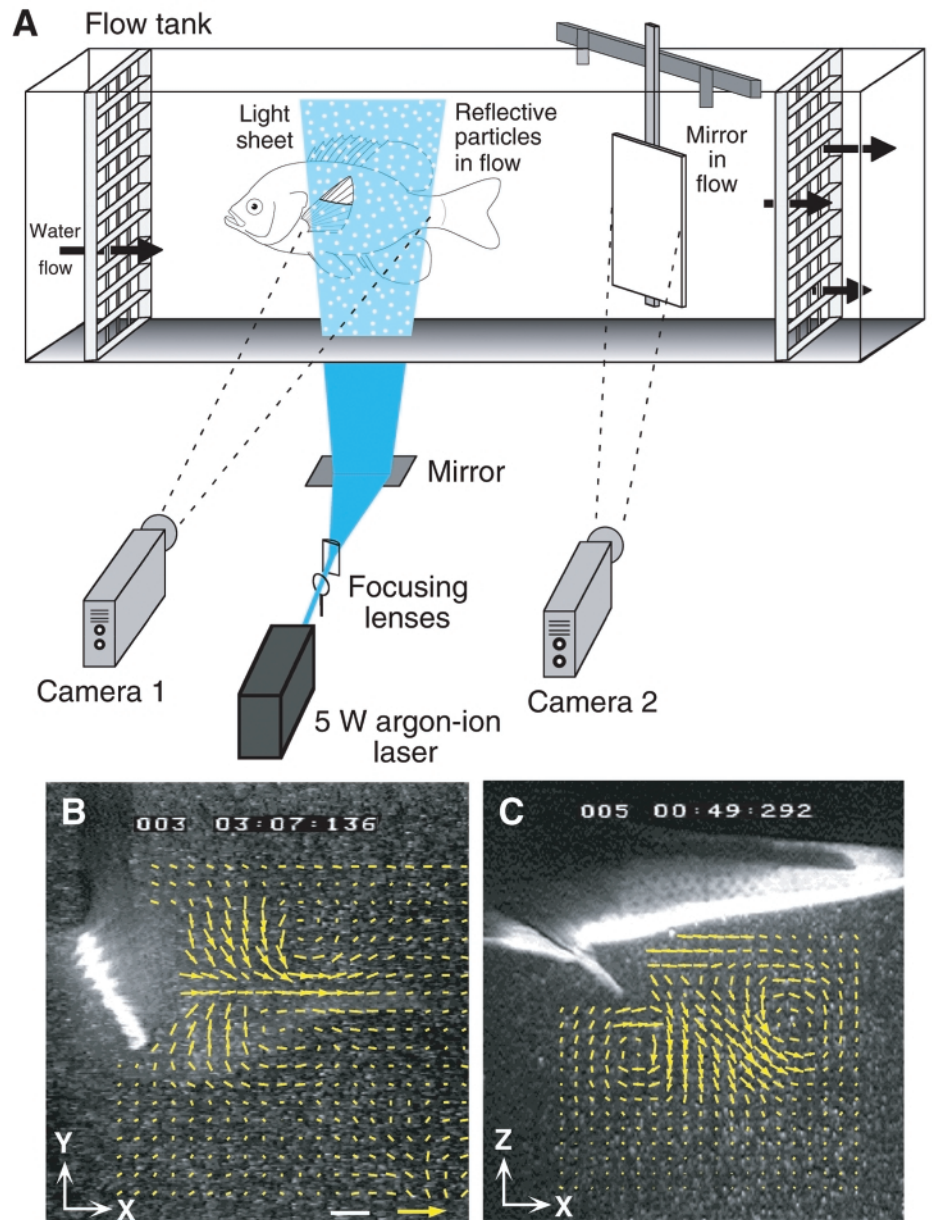 A
Flow tank
Light
sheet
Reflective
particles
in flow
Mirror
in
flow
Water
flow
Mirror
Focusing
lenses
Camera 1
5 W argon-ion
laser
Camera 2
B
003 03:07:136
Y
X
C
005 00:49:292
Z
X